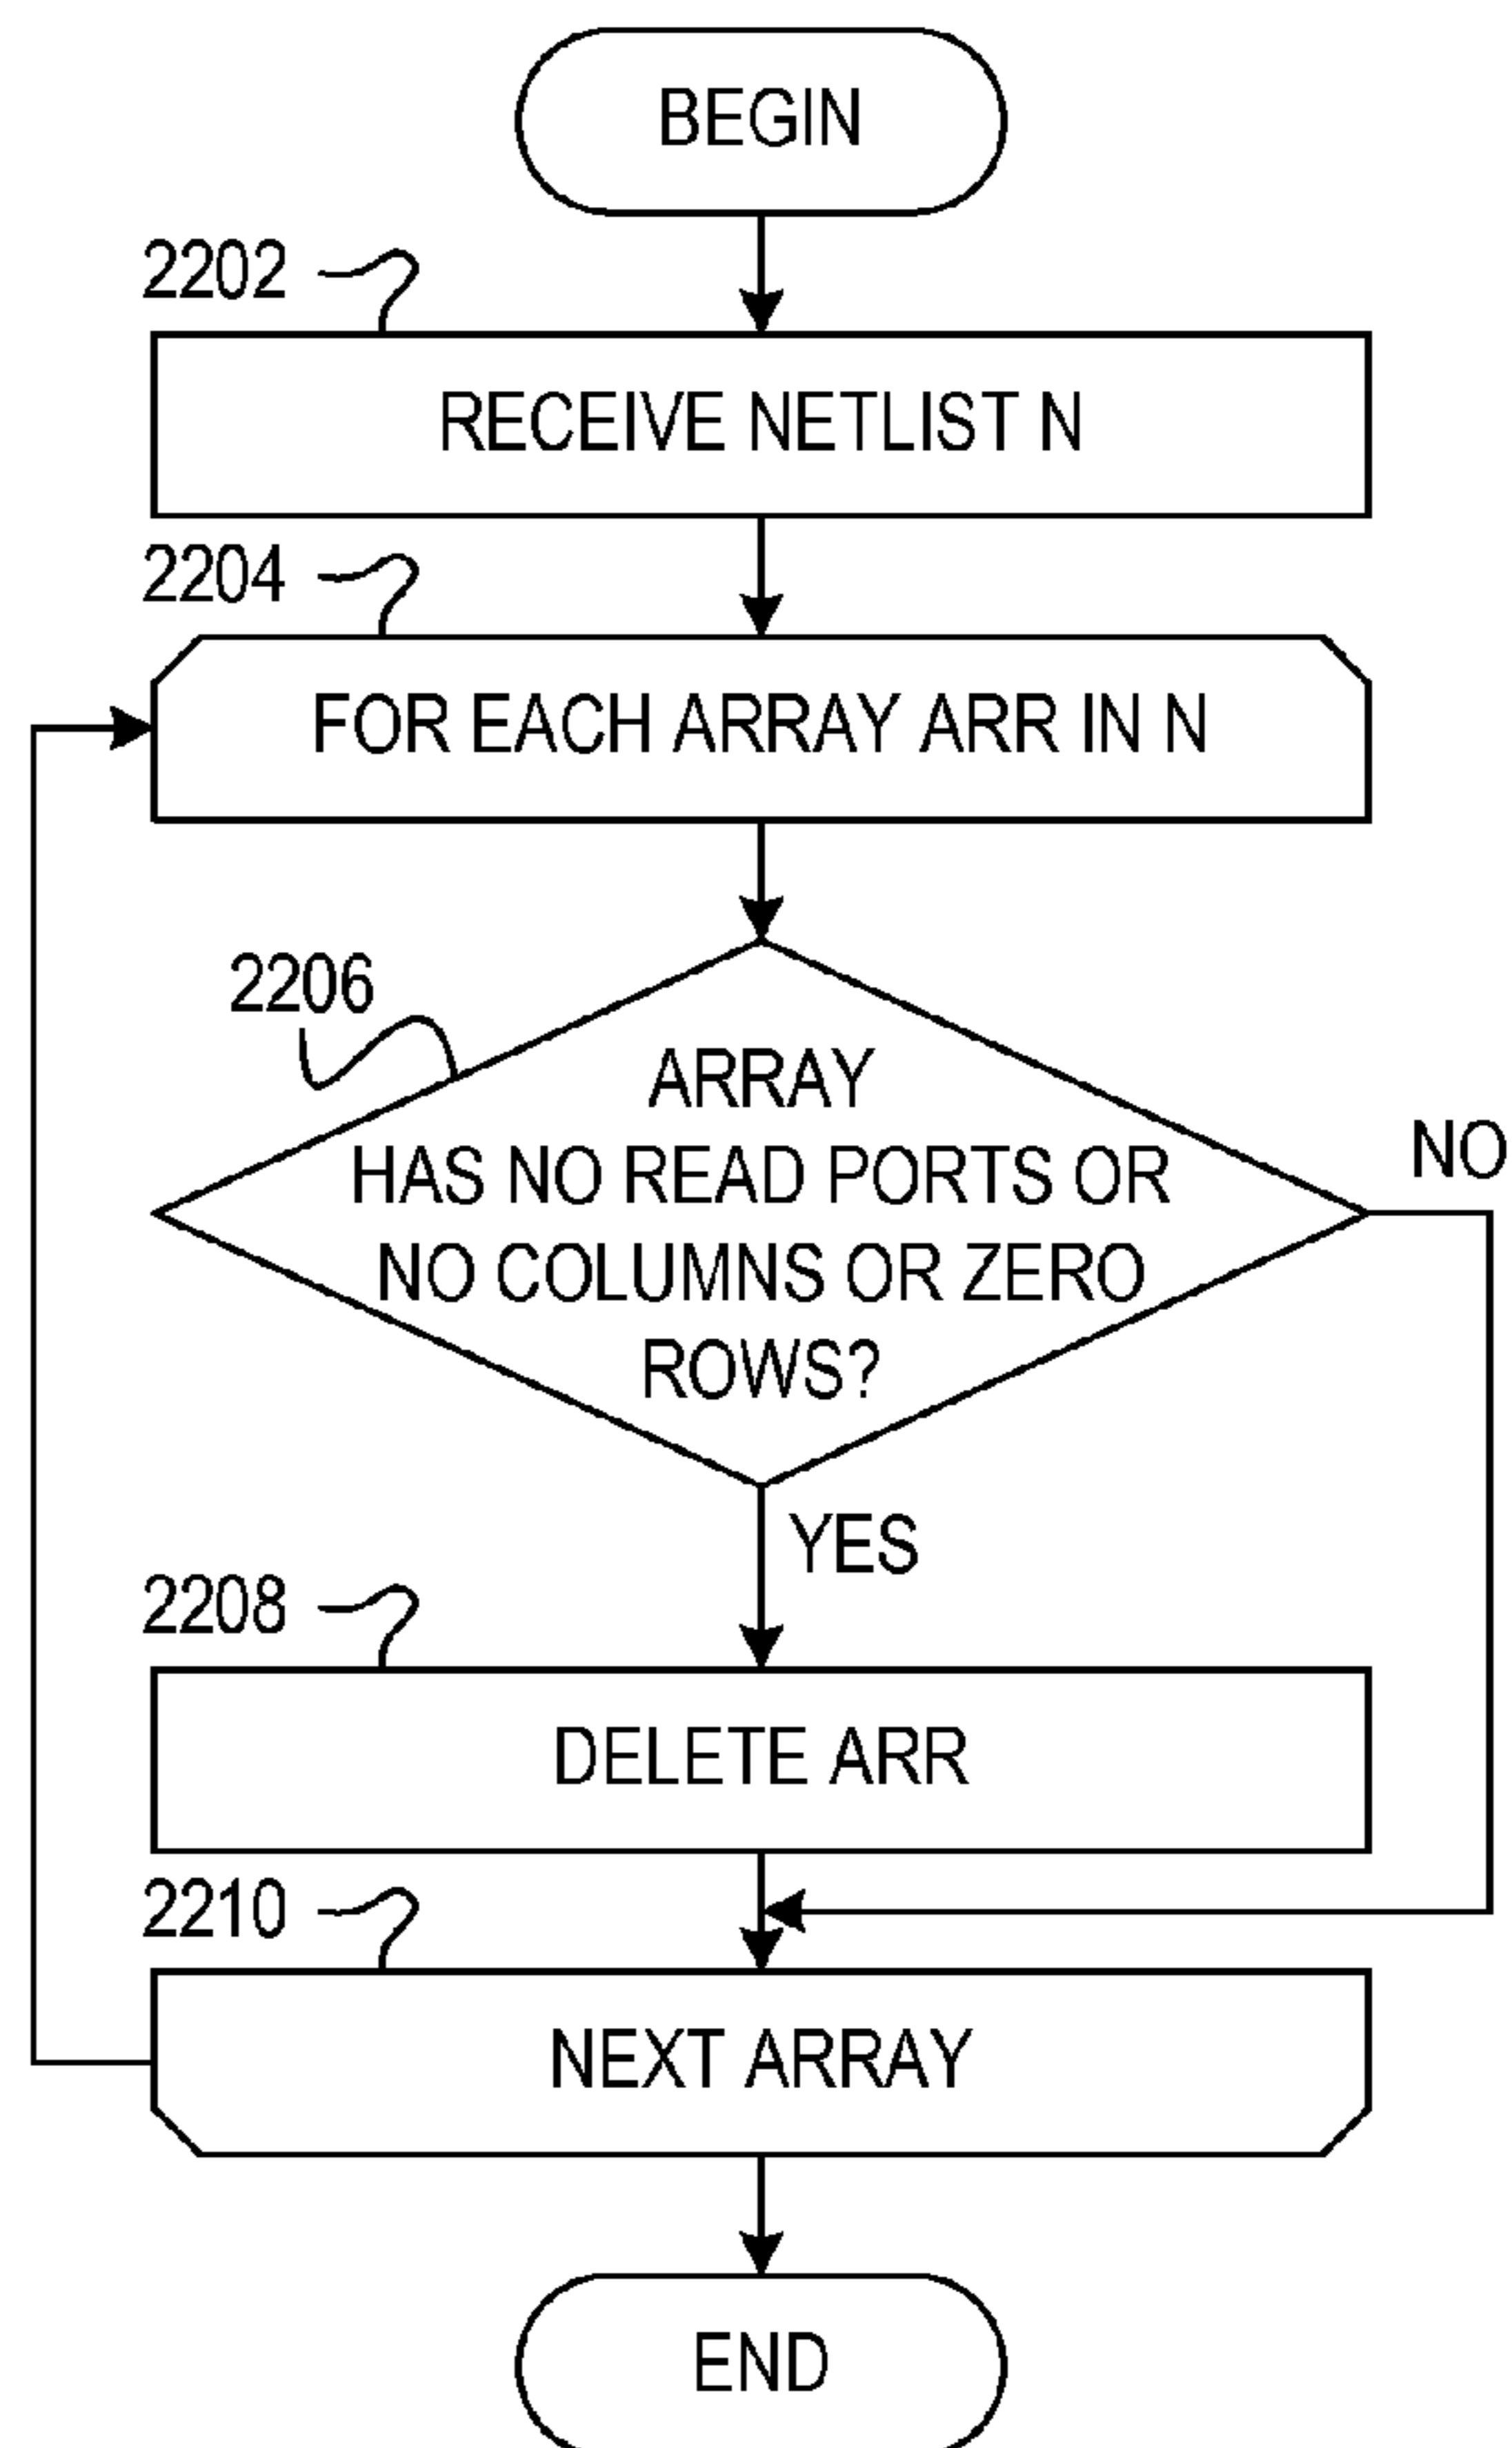 BEGIN
2202
RECEIVE NETLIST N
2204
FOR EACH ARRAY ARR IN N
2206
ARRAY
HAS NO READ PORTS OR
NO COLUMNS OR ZERO
ROWS?
NO
YES
2208
DELETE ARR
2210
NEXT ARRAY
END